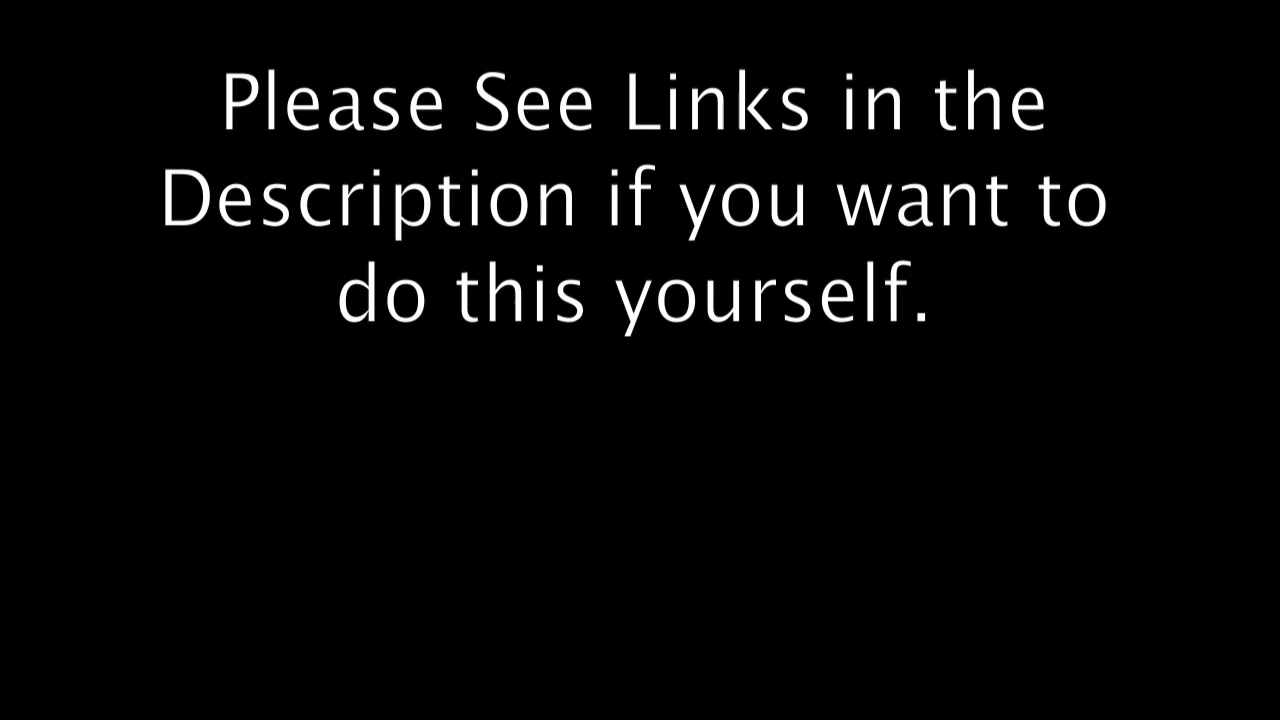 Please See Links in the
Description if you want to
do this yourself.